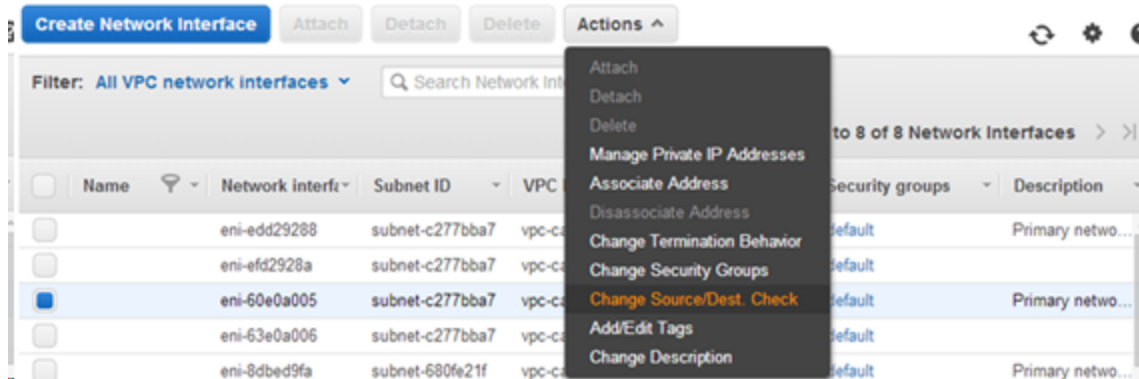 Create Network Interface Attach Detach Delete Actions
Filter: All VPC network interfaces Search Network Int
Attach
Detach
Delete
to 8 of 8 Network Interfaces
Manage Private IP Addresses
Name Network interfa Subnet ID VPC Associate Address Security groups Description
Disassociate Address
eni-edd29288 subnet-c277bba7 vpc-ca default Primary netwo...
Change Termination Behavior
eni-efd2928a subnet-c277bba7 vpc-ca Change Security Groups default
eni-60e0a005 subnet-c277bba7 vpc-ca Change Source/Dest. Check default Primary netwo...
eni-63e0a006 subnet-c277bba7 vpc-ca Add/Edit Tags default
Change Description
eni-8dbed9fa subnet-680fe21f vpc-ca default Primary netwo...